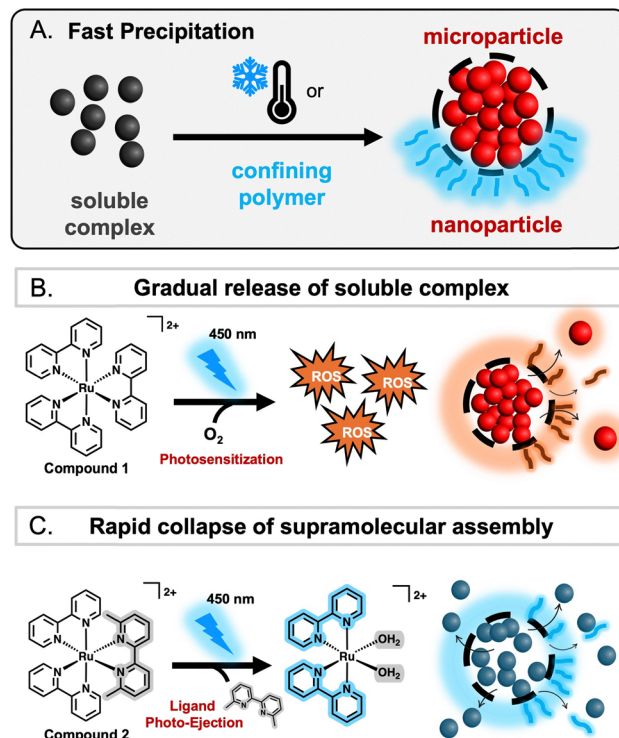 A. Fast Precipitation
microparticle
or
confining
polymer
soluble
complex
nanoparticle
B. Gradual release of soluble complex
2+
450 nm
N
N
N
Ru
N
N
N
O₂
Photosensitization
ROS
ROS
ROS
Compound 1
C. Rapid collapse of supramolecular assembly
2+
450 nm
2+
N
N
N
Ru
N
N
N
Ligand
Photo-Ejection
N
N
N
N
Ru
N
N
OH₂
OH₂
Compound 2